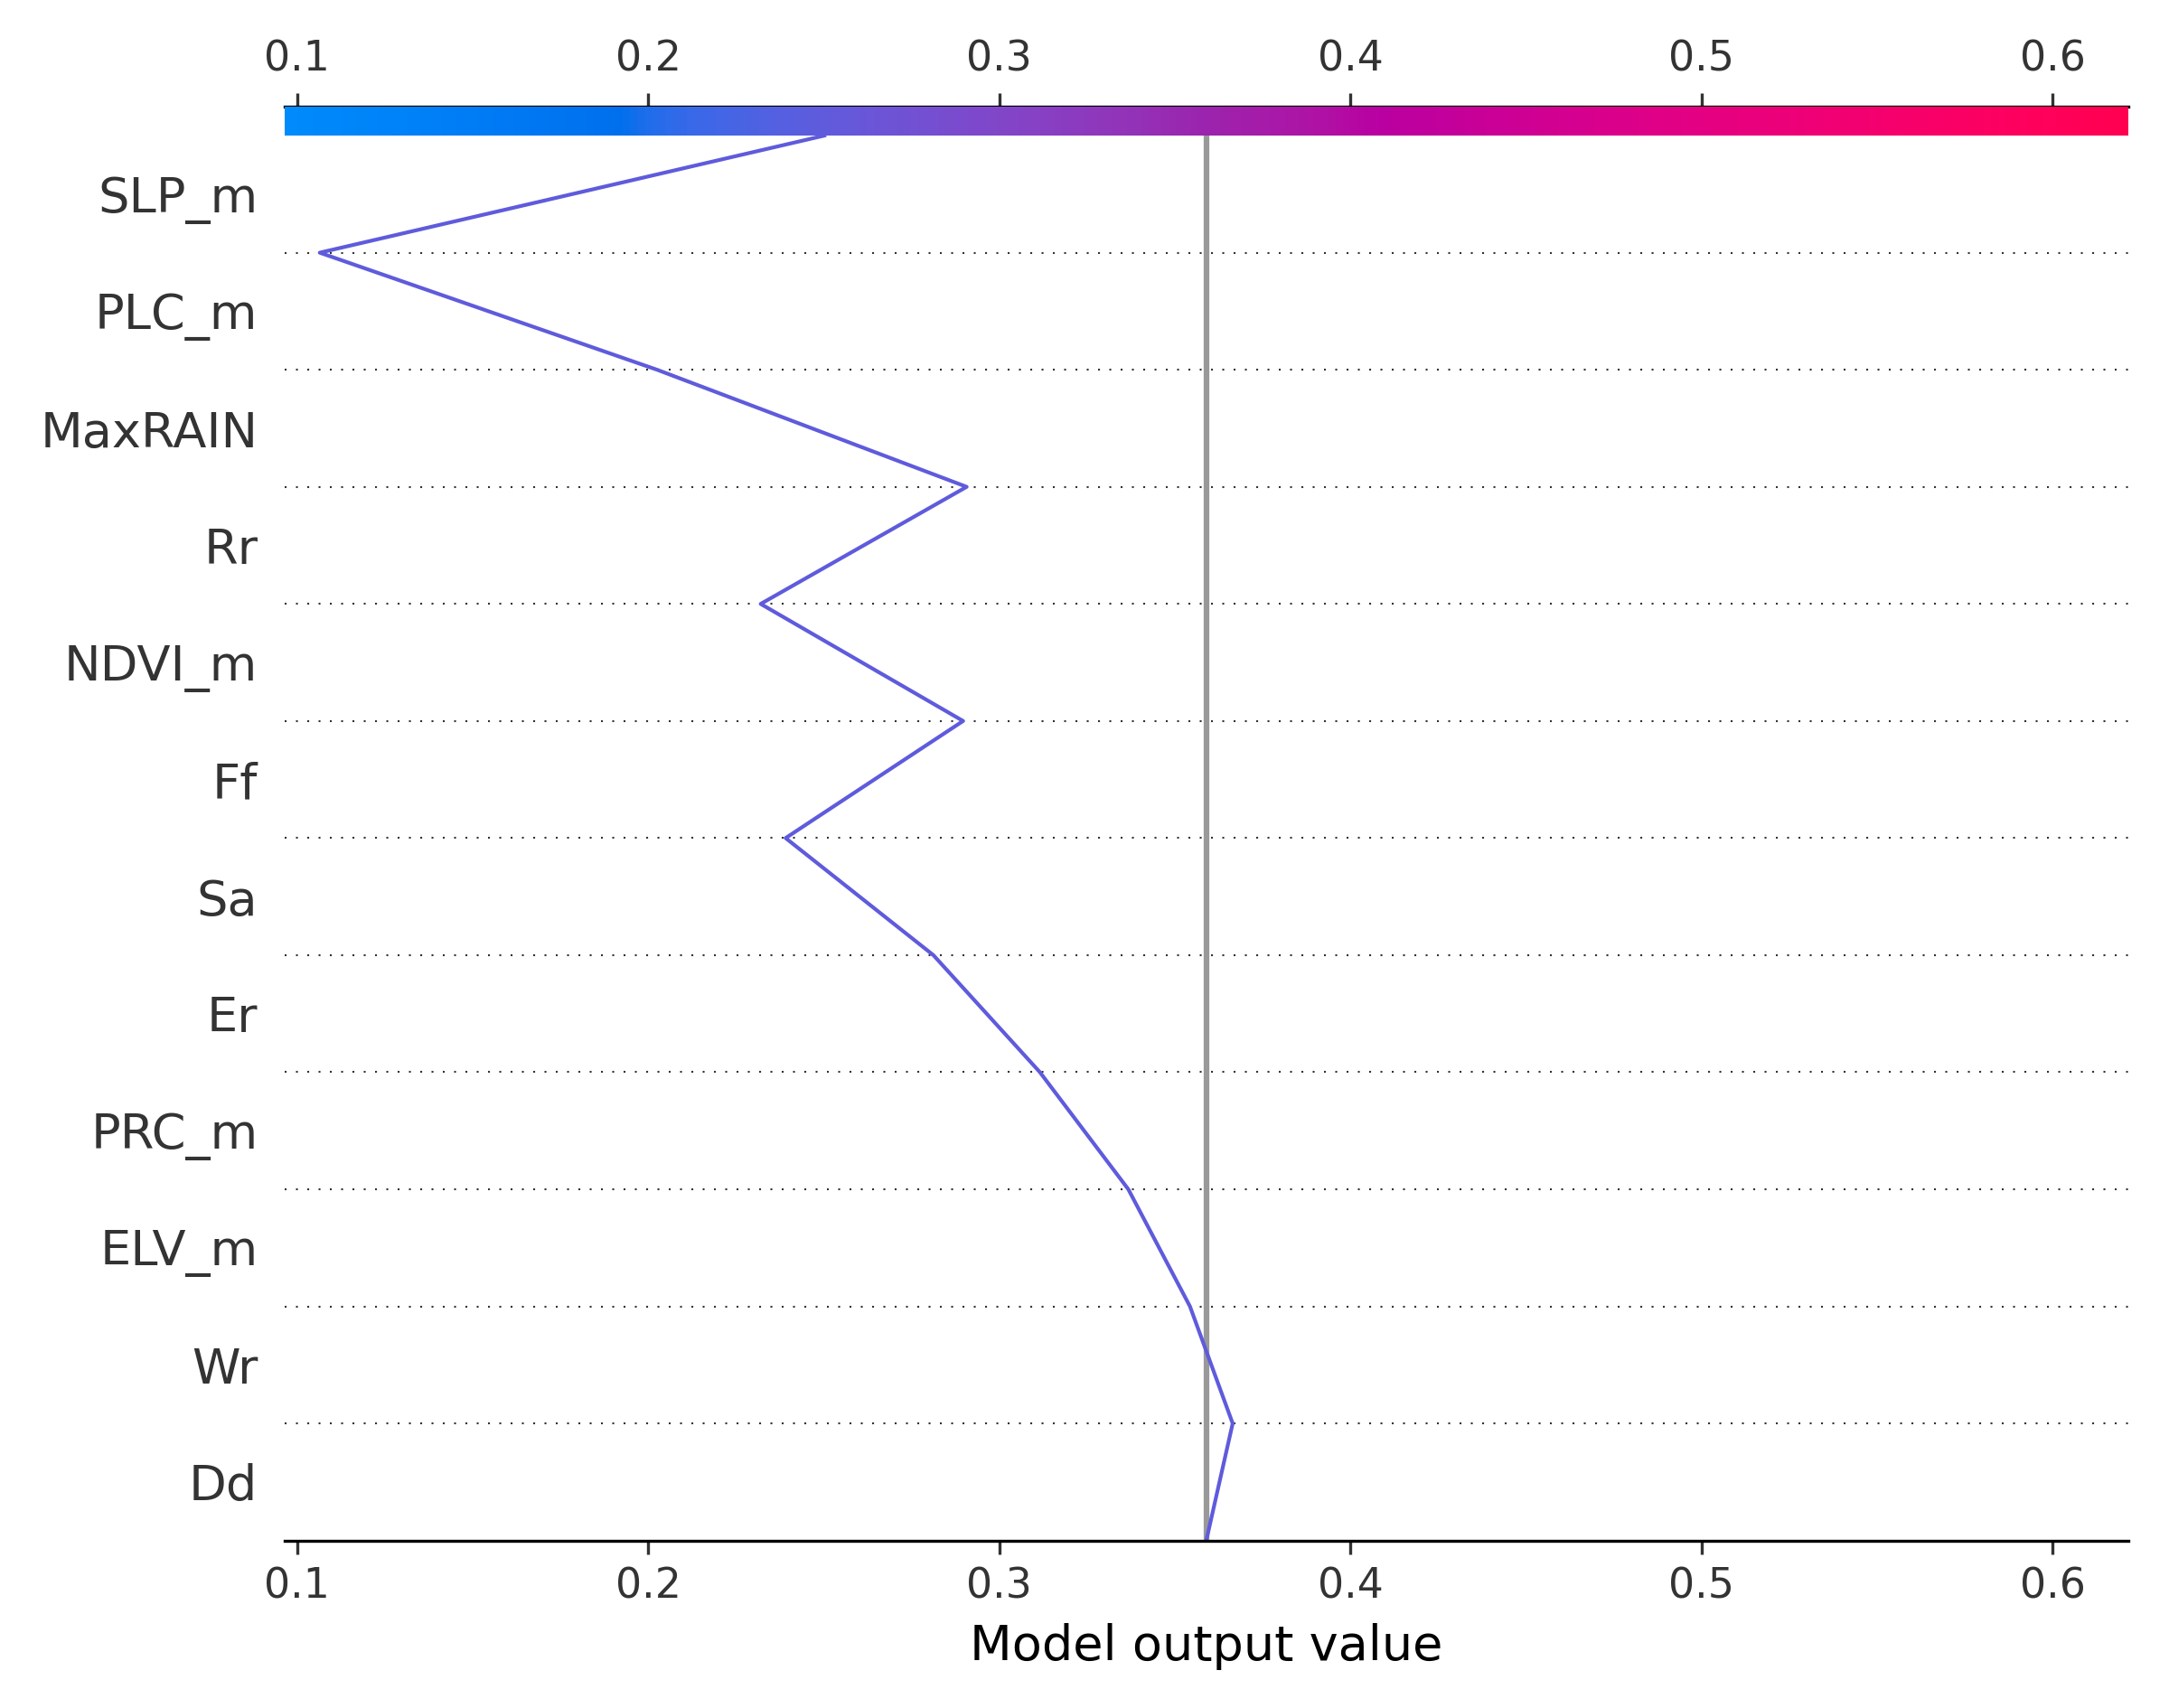 0.1 0.2 0.3 0.4 0.5 0.6
SLP_m
PLC_m
MaxRAIN
Rr
NDVI_m
Ff
Sa
Er
PRC_m
ELV_m
Wr
Dd
0.1 0.2 0.3 0.4 0.5 0.6
Model output value